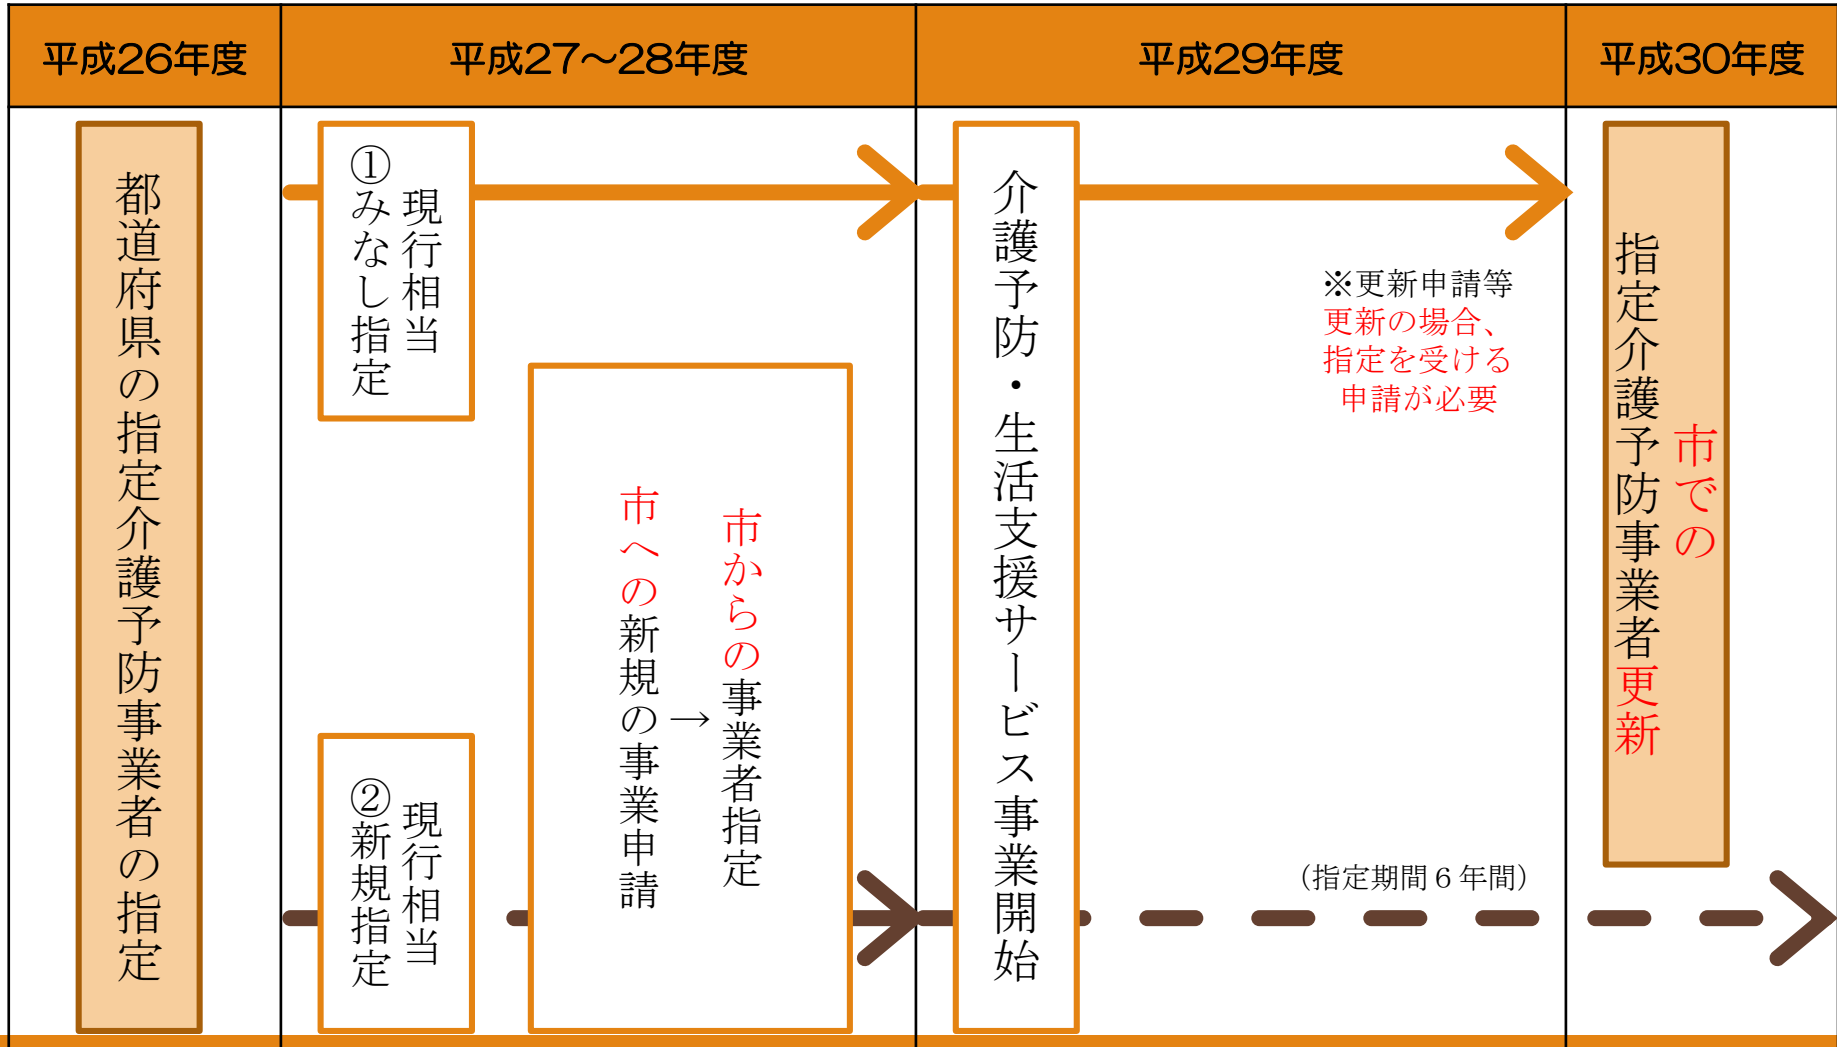 平成26年度
平成27～28年度
平成29年度
平成30年度
都道府県の指定介護予防事業者の指定
現行相当
①みなし指定
現行相当
②新規指定
市からの事業者指定
↑
市への新規の事業申請
介護予防・生活支援サービス事業開始
※更新申請等
更新の場合、
指定を受ける
申請が必要
（指定期間６年間）
市での
指定介護予防事業者更新